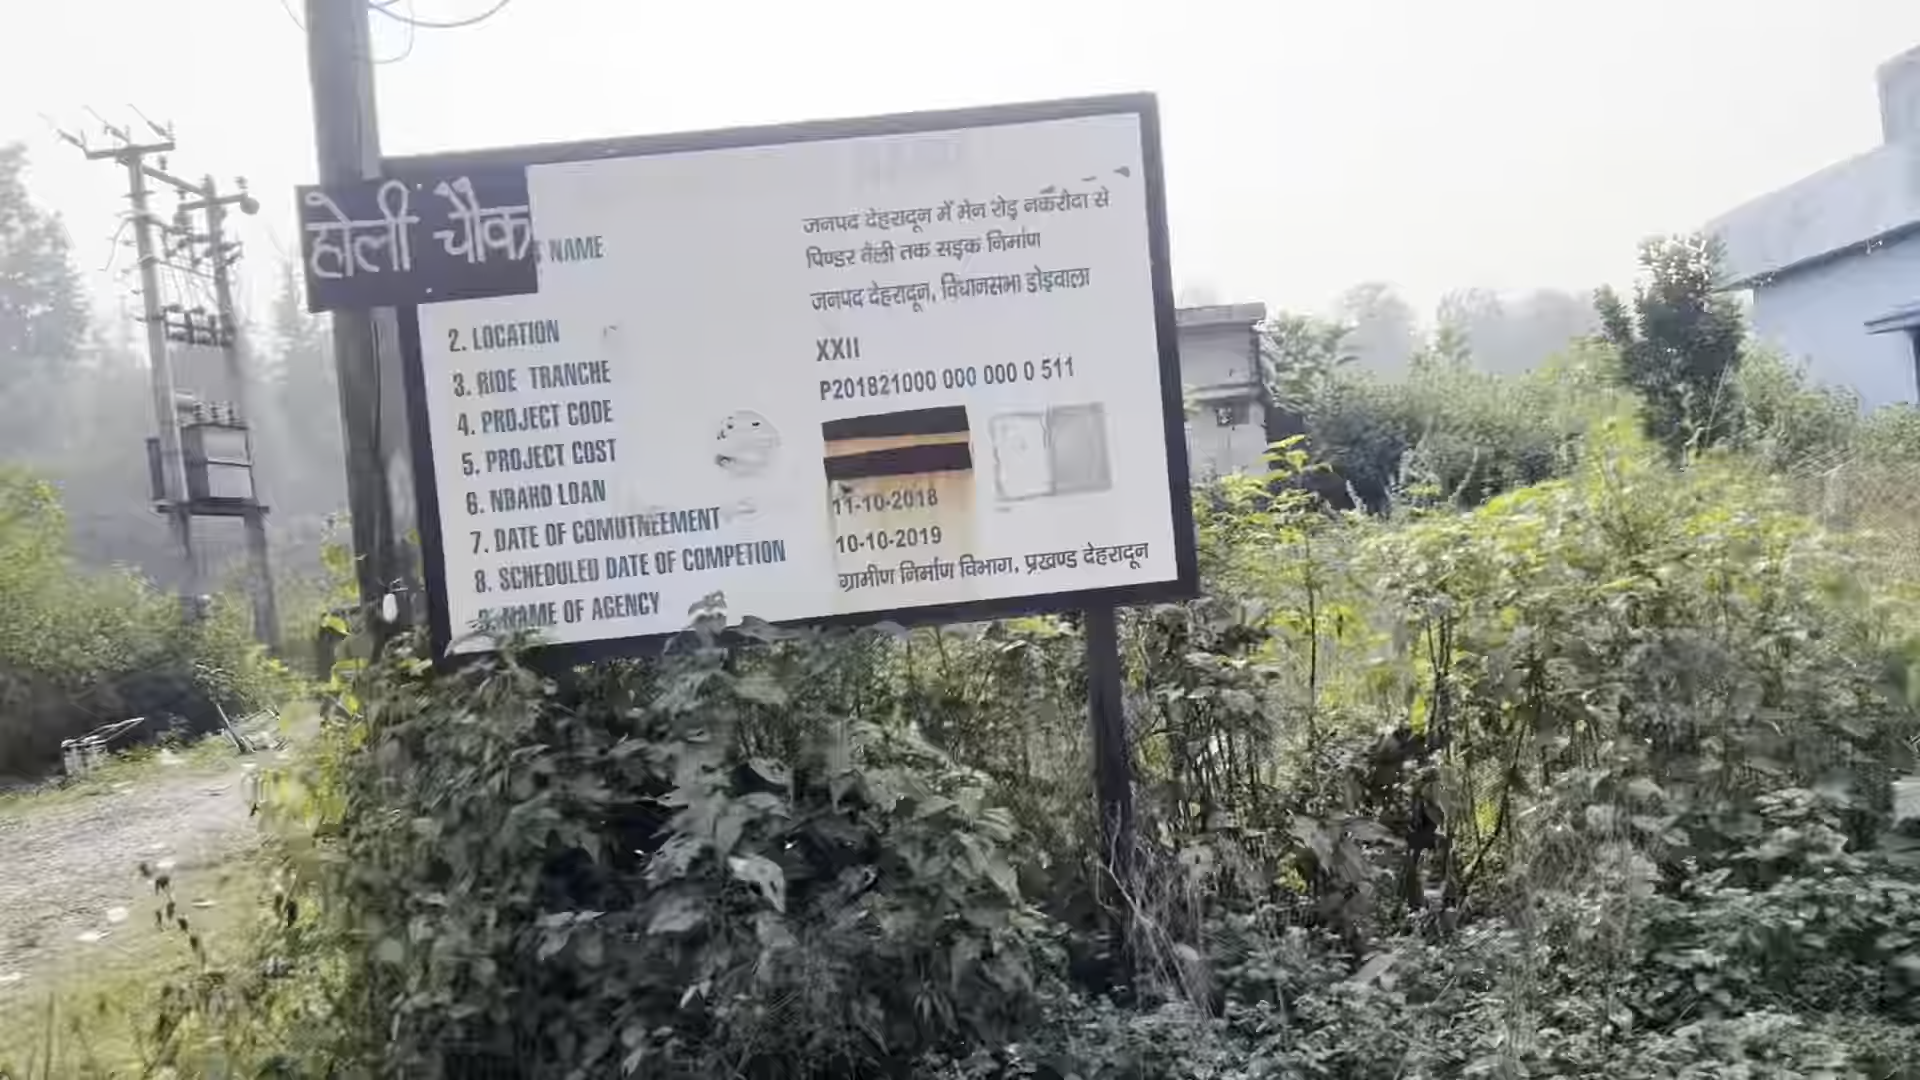 होली चौक
NAME
जनपद देहरादून में मेन रोड़ नकरौदा से
पिण्डर वैली तक सड़क निर्माण
2. LOCATION
जनपद देहरादून, विधानसभा डोईवाला
3. RIDE TRANCHE
XXII
4. PROJECT CODE
P201821000 000 000 0 511
5. PROJECT COST
6. NBAHD LOAN
7. DATE OF COMUTNEEMENT
11-10-2018
8. SCHEDULED DATE OF COMPETION
10-10-2019
9. NAME OF AGENCY
ग्रामीण निर्माण विभाग, प्रखण्ड देहरादून